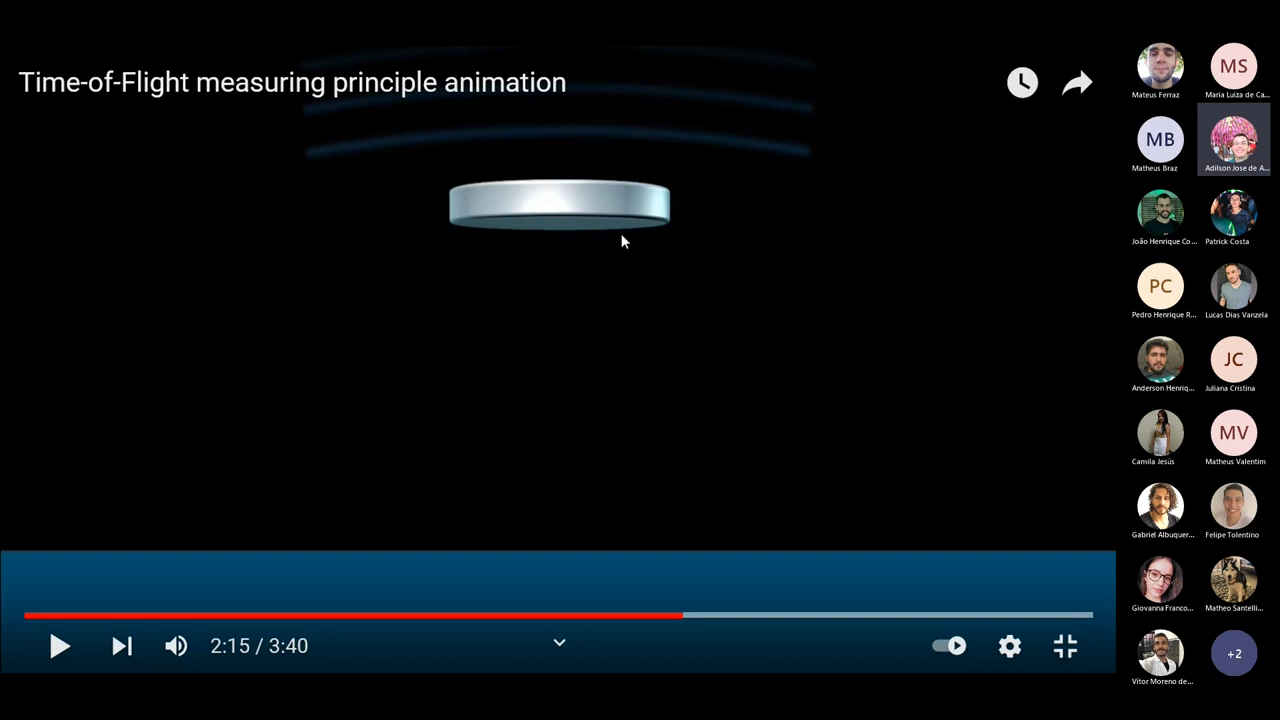 Time-of-Flight measuring principle animation
2:15 / 3:40
Mateus Ferraz
MS
Maria Luiza de Ca...
MB
Matheus Braz
Adilson Jose de A...
João Henrique Co...
Patrick Costa
PC
Pedro Henrique R...
Lucas Dias Vanzela
Anderson Henriq...
JC
Juliana Cristina
Camila Jesús
MV
Matheus Valentim
Gabriel Albuquer...
Felipe Tolentino
Giovanna Franco...
Matheo Santelli...
Vítor Moreno de...
+2